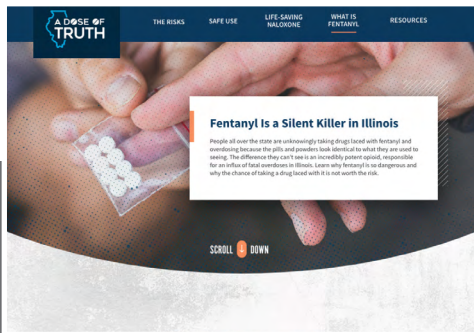 A DOSE OF
TRUTH
THE RISKS
SAFE USE
LIFE-SAVING
NALOXONE
WHAT IS
FENTANYL
RESOURCES
Fentanyl Is a Silent Killer in Illinois
People all over the state are unknowingly taking drugs laced with fentanyl and
overdosing because the pills and powders look identical to what they are used to
seeing. The difference they can't see is an incredibly potent opioid, responsible
for an influx of fatal overdoses in Illinois. Learn why fentanyl is so dangerous and
why the chance of taking a drug laced with it is not worth the risk.
SCROLL DOWN